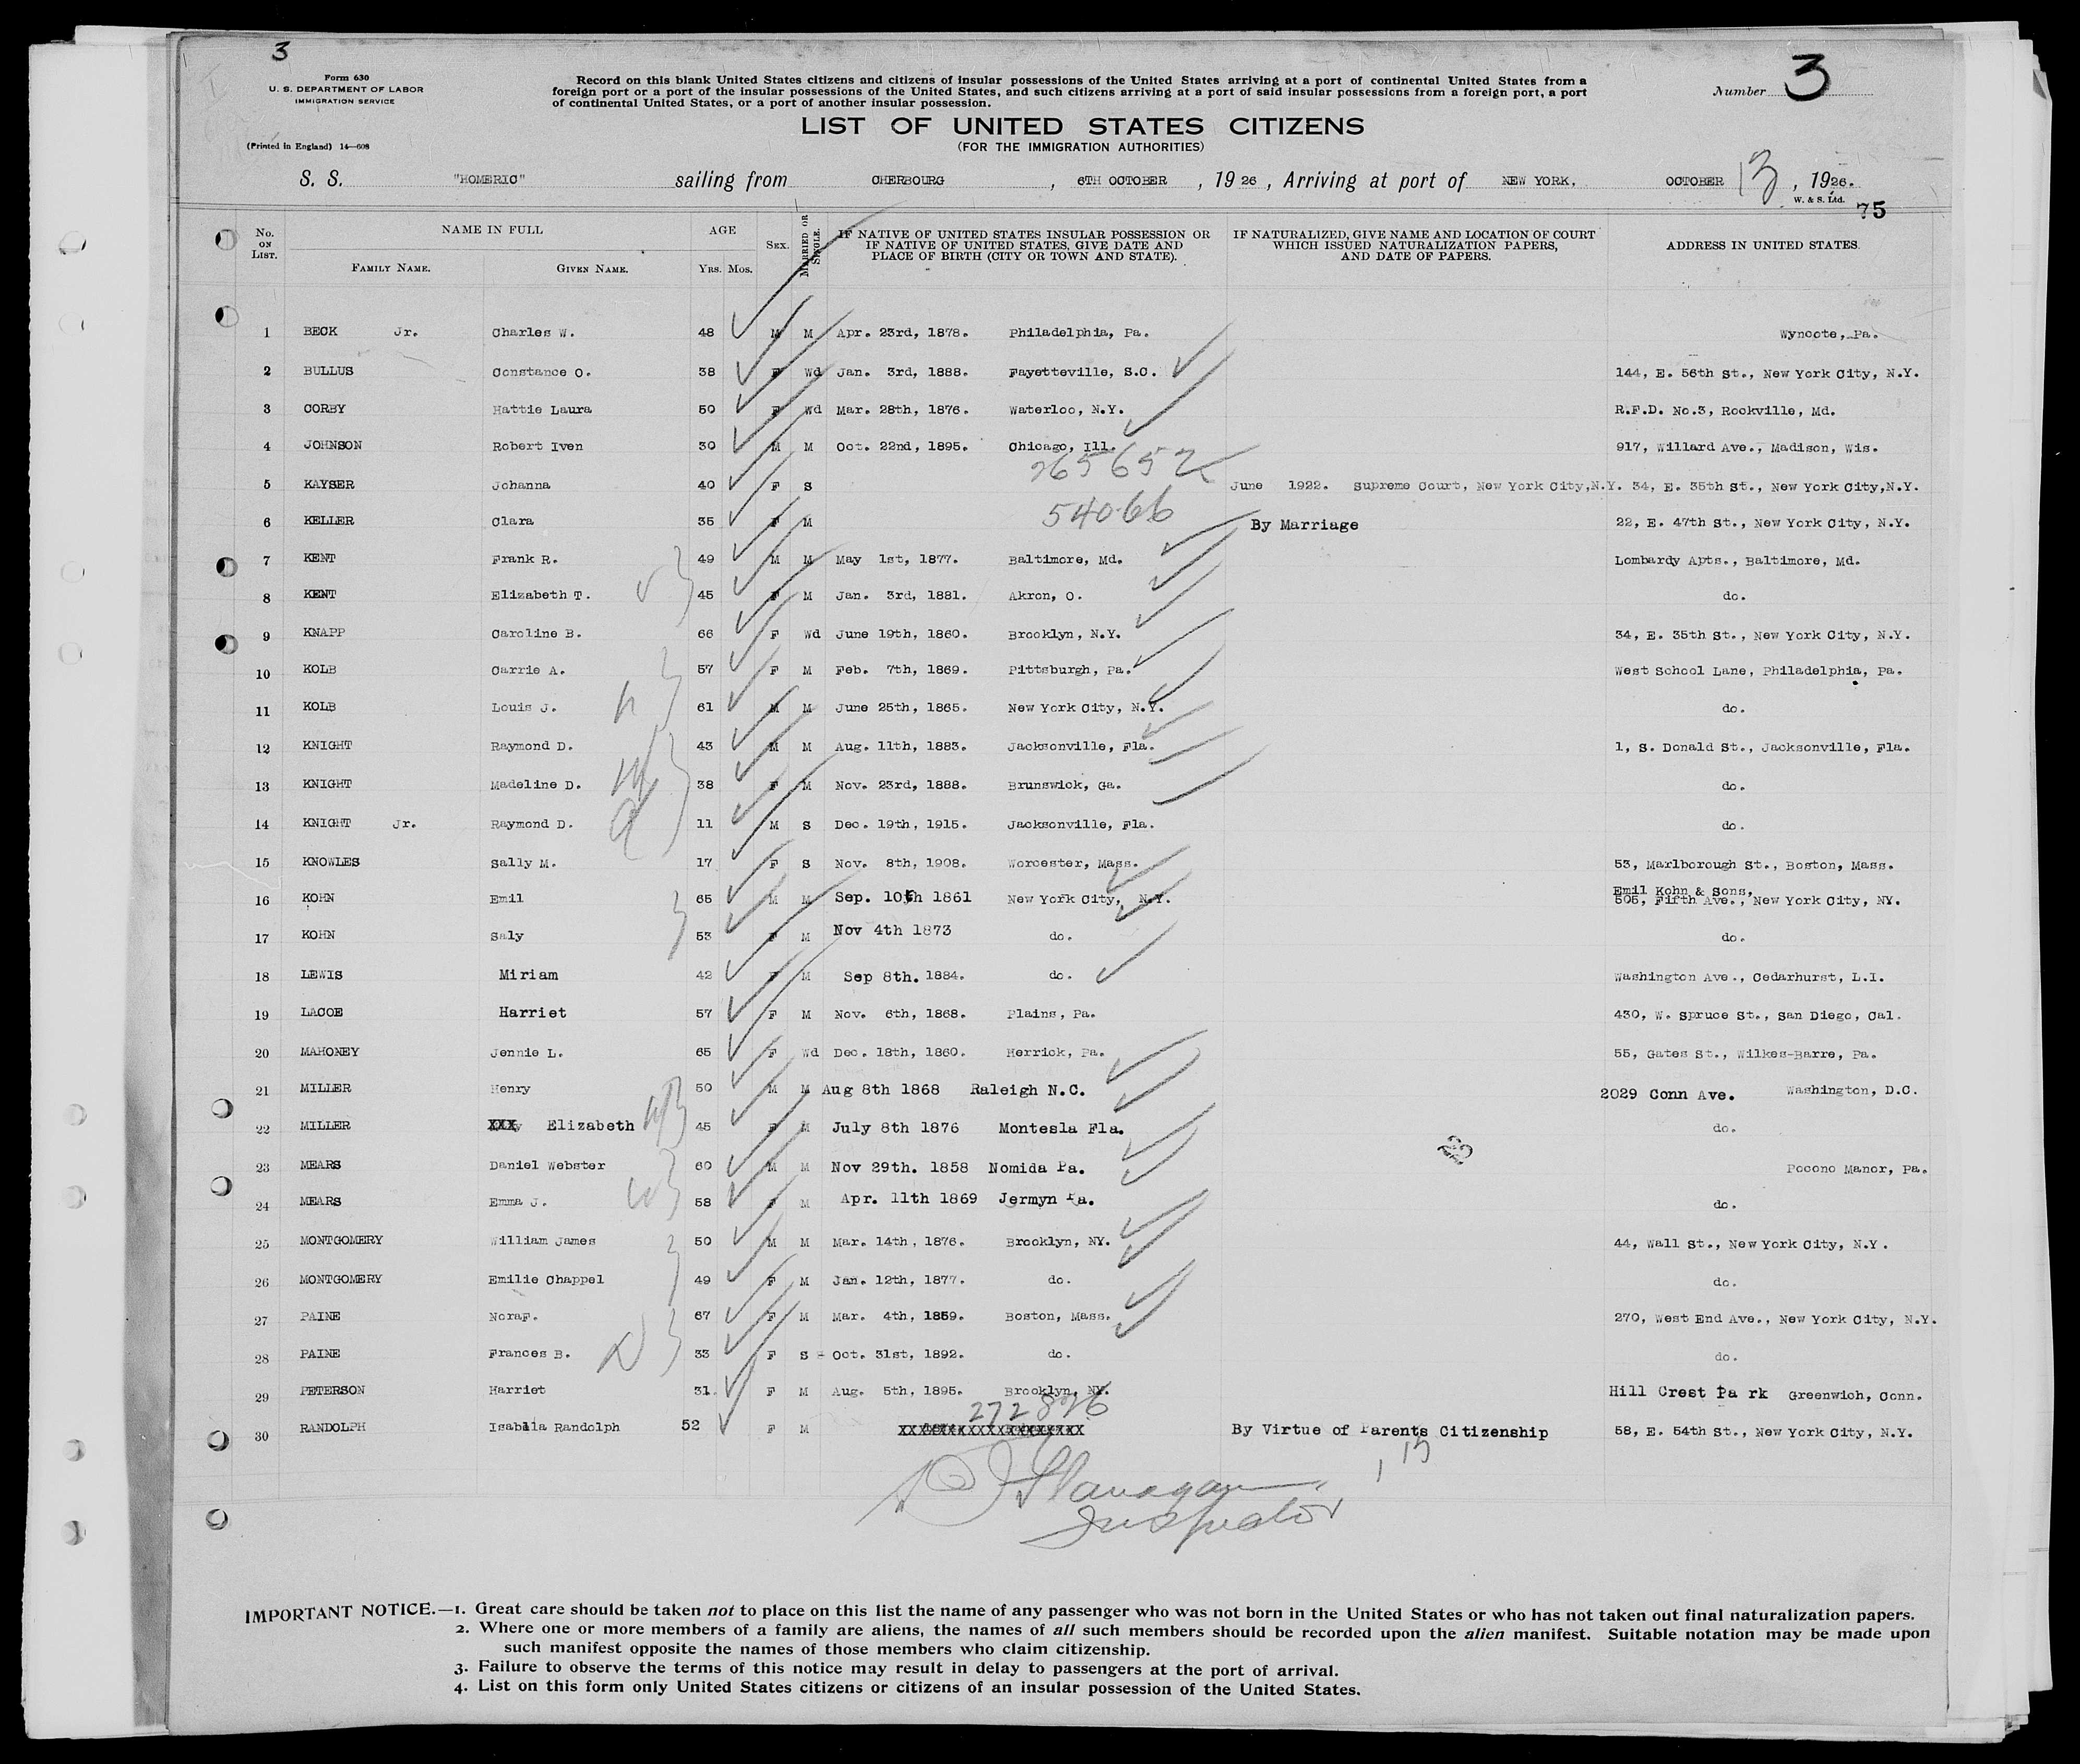 3
Form 630
U. S. DEPARTMENT OF LABOR
IMMIGRATION SERVICE
(Printed in England) 14—608
Record on this blank United States citizens and citizens of insular possessions of the United States arriving at a port of continental United States from a
foreign port or a port of the insular possessions of the United States, and such citizens arriving at a port of said insular possessions from a foreign port, a port
of continental United States, or a port of another insular possession.
Number 3
LIST OF UNITED STATES CITIZENS
(FOR THE IMMIGRATION AUTHORITIES)
S. S. "HOMERIC" sailing from CHERBOURG, 6TH OCTOBER, 1926, Arriving at port of NEW YORK, OCTOBER 13, 1926.
W. & S. Ltd.
75
No. ON LIST. NAME IN FULL FAMILY NAME. GIVEN NAME. AGE YRS. MOS. SEX. MARRIED OR SINGLE. IF NATIVE OF UNITED STATES INSULAR POSSESSION OR IF NATIVE OF UNITED STATES, GIVE DATE AND PLACE OF BIRTH (CITY OR TOWN AND STATE). IF NATURALIZED, GIVE NAME AND LOCATION OF COURT WHICH ISSUED NATURALIZATION PAPERS, AND DATE OF PAPERS. ADDRESS IN UNITED STATES.
1 BECK Jr. Charles W. 48 M M Apr. 23rd, 1878. Philadelphia, Pa. Wyncote, Pa.
2 BULLUS Constance O. 38 F Wd Jan. 3rd, 1888. Fayetteville, S.C. 144, E. 56th St., New York City, N.Y.
3 CORBY Hattie Laura 50 F Wd Mar. 28th, 1876. Waterloo, N.Y. R.F.D. No.3, Rockville, Md.
4 JOHNSON Robert Iven 30 M M Oct. 22nd, 1895. Chicago, Ill. 917, Willard Ave., Madison, Wis.
265652
5 KAYSER Johanna 40 F S June 1922. Supreme Court, New York City,N.Y. 34, E. 35th St., New York City,N.Y.
6 KELLER Clara 35 F M 54066 By Marriage 22, E. 47th St., New York City, N.Y.
7 KENT Frank R. 49 M M May 1st, 1877. Baltimore, Md. Lombardy Apts., Baltimore, Md.
8 KENT Elizabeth T. 45 F M Jan. 3rd, 1881. Akron, O. do.
9 KNAPP Caroline B. 66 F Wd June 19th, 1860. Brooklyn, N.Y. 34, E. 35th St., New York City, N.Y.
10 KOLB Carrie A. 57 F M Feb. 7th, 1869. Pittsburgh, Pa. West School Lane, Philadelphia, Pa.
11 KOLB Louis J. 61 M M June 25th, 1865. New York City, N.Y. do.
12 KNIGHT Raymond D. 43 M M Aug. 11th, 1883. Jacksonville, Fla. 1, S. Donald St., Jacksonville, Fla.
13 KNIGHT Madeline D. 38 F M Nov. 23rd, 1888. Brunswick, Ga. do.
14 KNIGHT Jr. Raymond D. 11 M S Dec. 19th, 1915. Jacksonville, Fla. do.
15 KNOWLES Sally M. 17 F S Nov. 8th, 1908. Worcester, Mass. 53, Marlborough St., Boston, Mass.
16 KOHN Emil 65 M M Sep. 10th 1861 New York City, N.Y. Emil Kohn & Sons, 505, Fifth Ave., New York City, NY.
17 KOHN Saly 53 F M Nov 4th 1873 do. do.
18 LEWIS Miriam 42 F M Sep 8th. 1884. do. Washington Ave., Cedarhurst, L.I.
19 LACOE Harriet 57 F M Nov. 6th, 1868. Plains, Pa. 430, W. Spruce St., San Diego, Cal.
20 MAHONEY Jennie L. 65 F Wd Dec. 18th, 1860. Herrick, Pa. 55, Gates St., Wilkes-Barre, Pa.
21 MILLER Henry 50 M M Aug 8th 1868 Raleigh N.C. 2029 Conn Ave. Washington, D.C.
22 MILLER XXX Elizabeth 45 F M July 8th 1876 Montesla Fla. do.
23 MEARS Daniel Webster 60 M M Nov 29th. 1858 Nomida Pa. Pocono Manor, Pa.
24 MEARS Emma J. 58 F M Apr. 11th 1869 Jermyn Pa. do.
25 MONTGOMERY William James 50 M M Mar. 14th, 1876. Brooklyn, NY. 44, Wall St., New York City, N.Y.
26 MONTGOMERY Emilie Chappel 49 F M Jan. 12th, 1877. do. do.
27 PAINE NoraF. 67 F M Mar. 4th, 1859. Boston, Mass. 270, West End Ave., New York City, N.Y.
28 PAINE Frances B. 33 F S - Oct. 31st, 1892. do. do.
29 PETERSON Harriet 31. F M Aug. 5th, 1895. Brooklyn, NY. Hill Crest Park Greenwich, Conn.
272826
30 RANDOLPH Isabella Randolph 52 F M XXXXXXXXXXXXXXXXXXXX By Virtue of Parents Citizenship 58, E. 54th St., New York City, N.Y.
Flanagan
Inspector
IMPORTANT NOTICE.—1. Great care should be taken not to place on this list the name of any passenger who was not born in the United States or who has not taken out final naturalization papers.
2. Where one or more members of a family are aliens, the names of all such members should be recorded upon the alien manifest. Suitable notation may be made upon
such manifest opposite the names of those members who claim citizenship.
3. Failure to observe the terms of this notice may result in delay to passengers at the port of arrival.
4. List on this form only United States citizens or citizens of an insular possession of the United States.